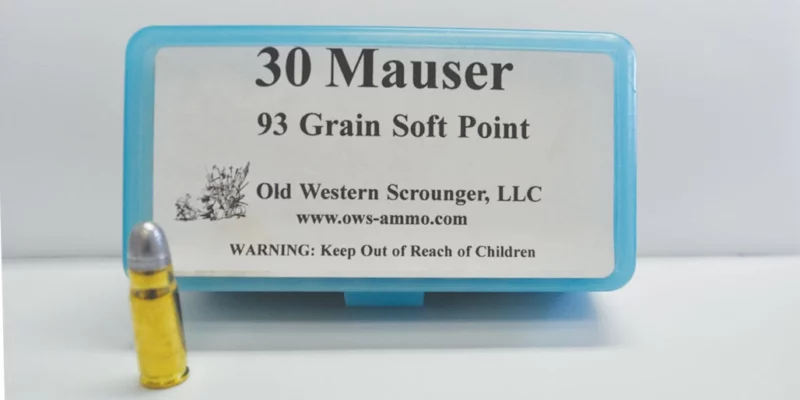 30 Mauser
93 Grain Soft Point
Old Western Scrounger, LLC
www.ows-ammo.com
WARNING: Keep Out of Reach of Children